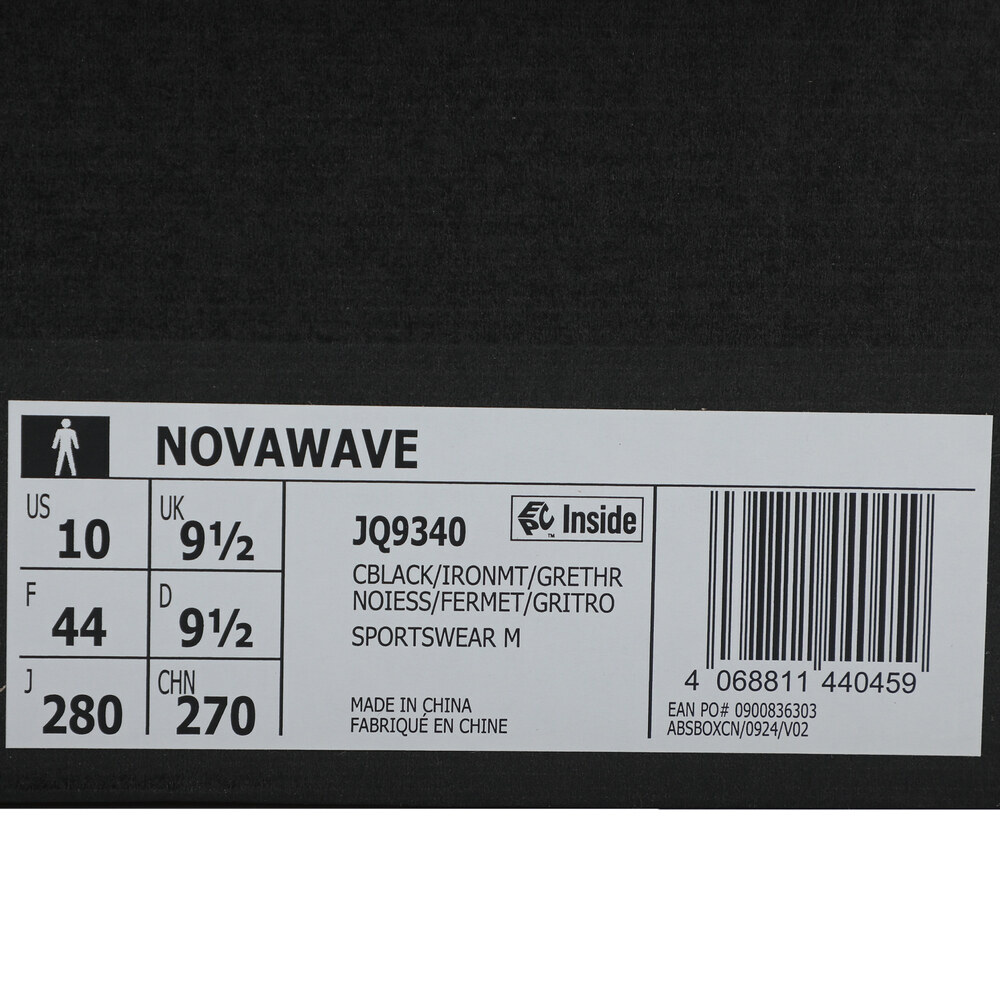 NOVAWAVE
US 10 UK 9½
F 44 D 9½
J 280 CHN 270
JQ9340 Inside
™
CBLACK/IRONMT/GRETHR
NOIESS/FERMET/GRITRO
SPORTSWEAR M
MADE IN CHINA
FABRIQUÉ EN CHINE
4 068811 440459
EAN PO# 0900836303
ABSBOXCN/0924/V02